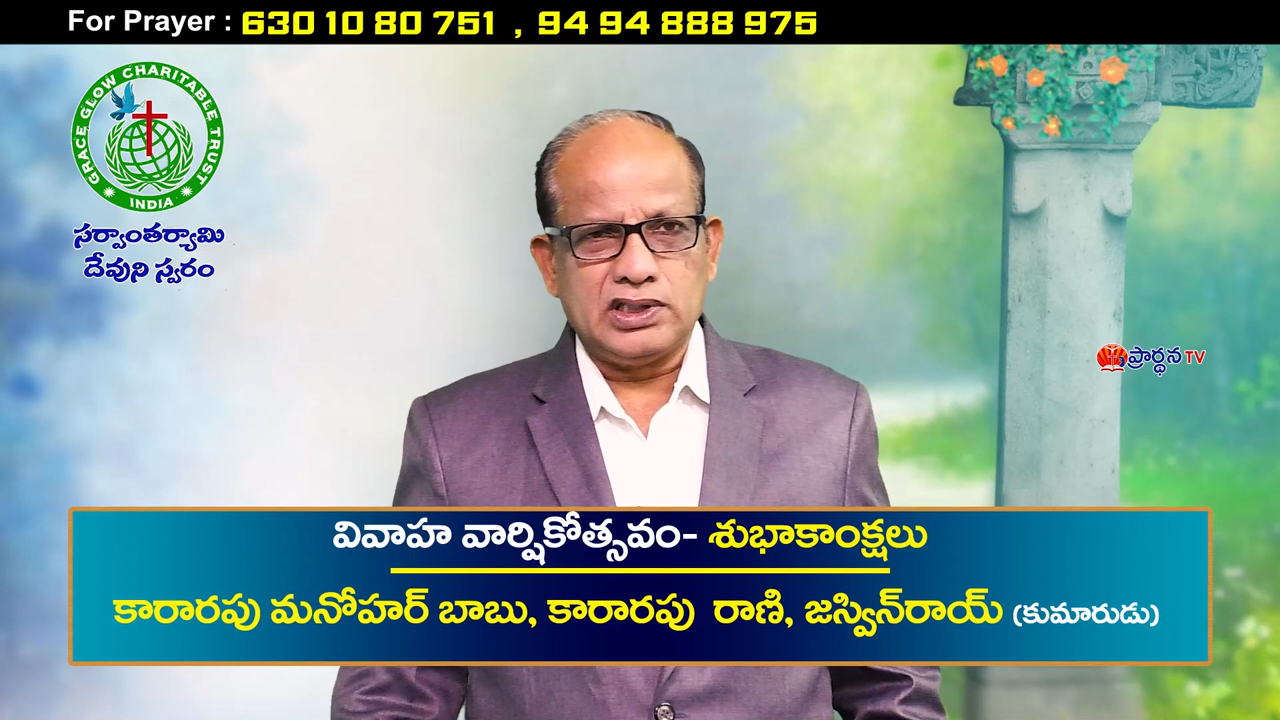 For Prayer : 630 10 80 751 , 94 94 888 975
GRACE GLOW CHARITABLE TRUST
INDIA
సర్వాంతర్యామి
దేవుని స్వరం
ప్రార్థన TV
వివాహ వార్షికోత్సవం- శుభాకాంక్షలు
కారారపు మనోహర్ బాబు, కారారపు రాణి, జస్విన్‌రాయ్ (కుమారుడు)